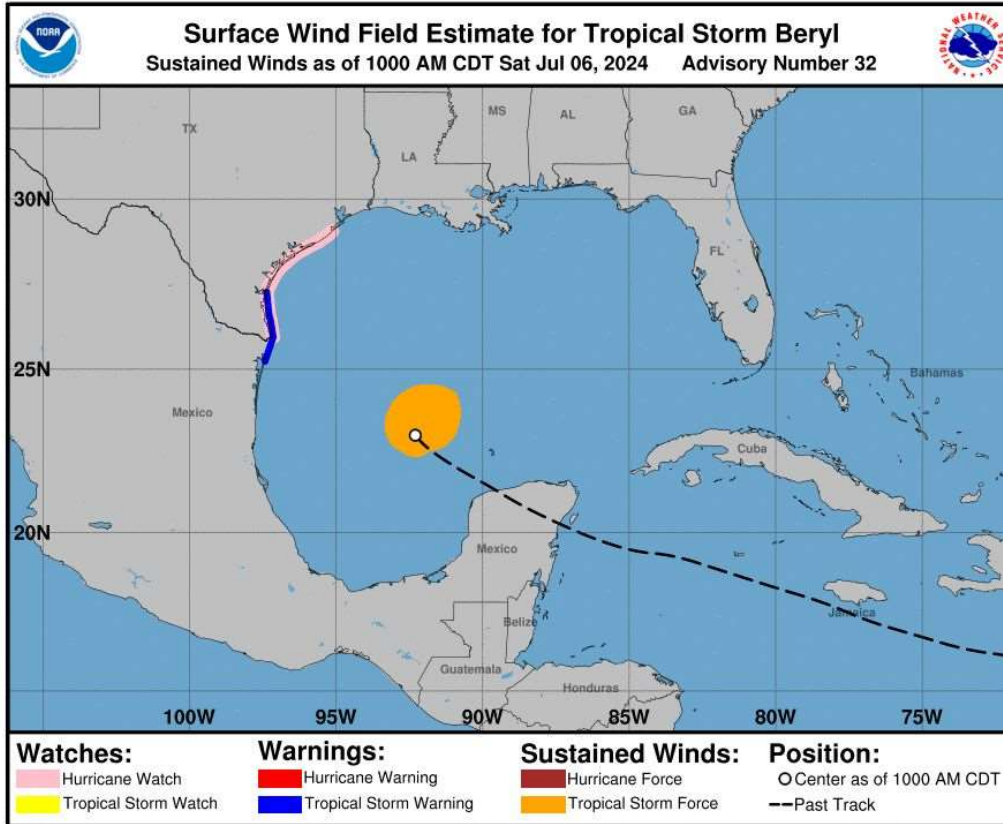 NOAA
NATIONAL WEATHER SERVICE
Surface Wind Field Estimate for Tropical Storm Beryl
Sustained Winds as of 1000 AM CDT Sat Jul 06, 2024 Advisory Number 32
MS
AL
GA
TX
LA
30N
FL
25N
Bahamas
Mexico
Cuba
20N
Mexico
Belize
Jamaica
Guatemala
Honduras
100W 95W 90W 85W 80W 75W
Watches: Warnings: Sustained Winds: Position:
Hurricane Watch Hurricane Warning Hurricane Force Center as of 1000 AM CDT
Tropical Storm Watch Tropical Storm Warning Tropical Storm Force Past Track